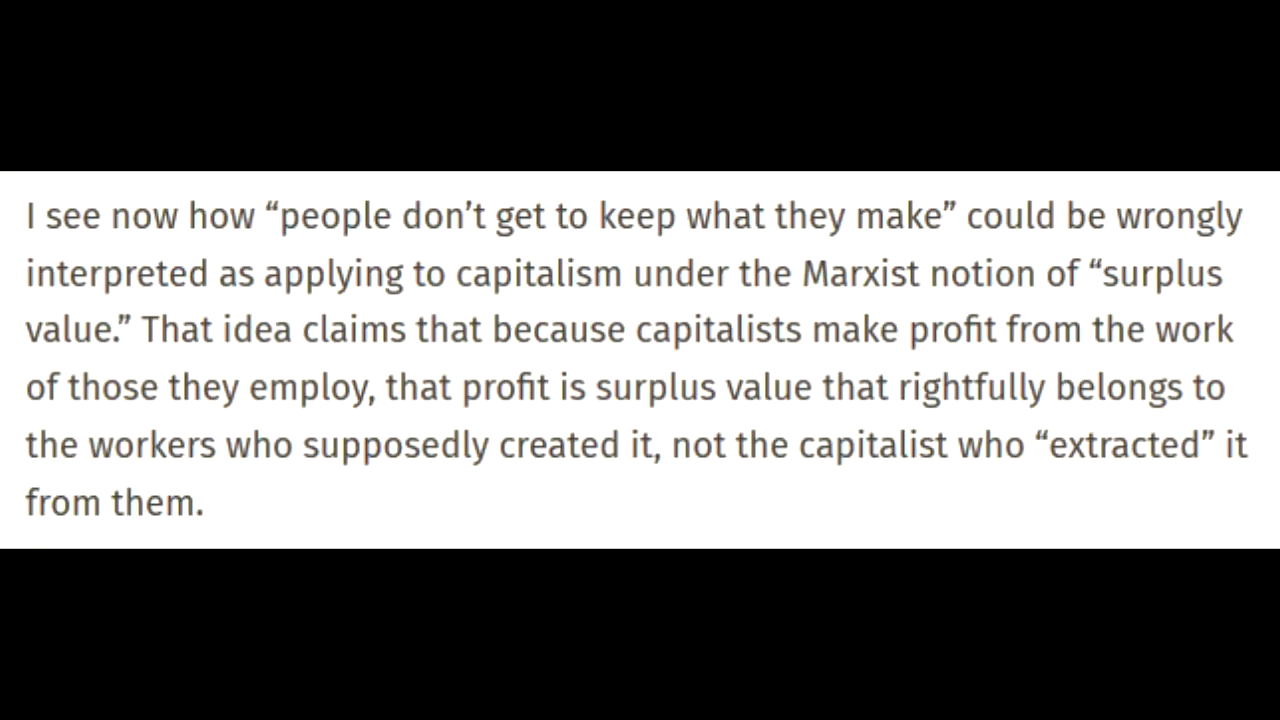 I see now how “people don’t get to keep what they make” could be wrongly
interpreted as applying to capitalism under the Marxist notion of “surplus
value.” That idea claims that because capitalists make profit from the work
of those they employ, that profit is surplus value that rightfully belongs to
the workers who supposedly created it, not the capitalist who “extracted” it
from them.